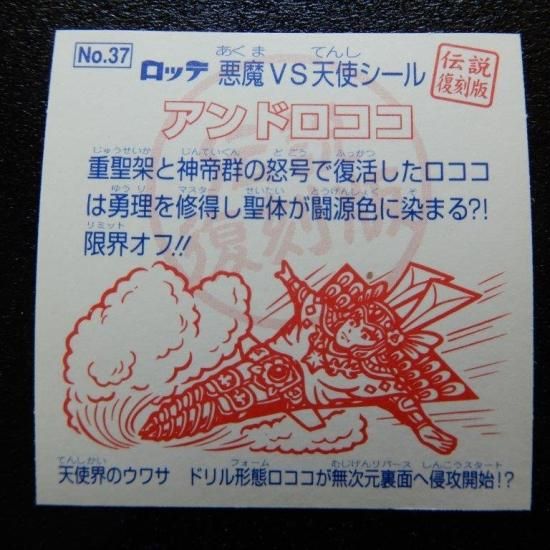 No.37
ロッテ 悪魔VS天使シール
あくま てんし
伝説
復刻版
アンドロココ
じゅうせいか じんていぐん どごう ふっかつ
重聖架と神帝群の怒号で復活したロココ
ゆうり マスター せいたい とうげんしょく そ
は勇理を修得し聖体が闘源色に染まる?!
リミット
限界オフ!!
復刻版
てんしかい フォーム むじげんリバース しんこうスタート
天使界のウワサ ドリル形態ロココが無次元裏面へ侵攻開始!?